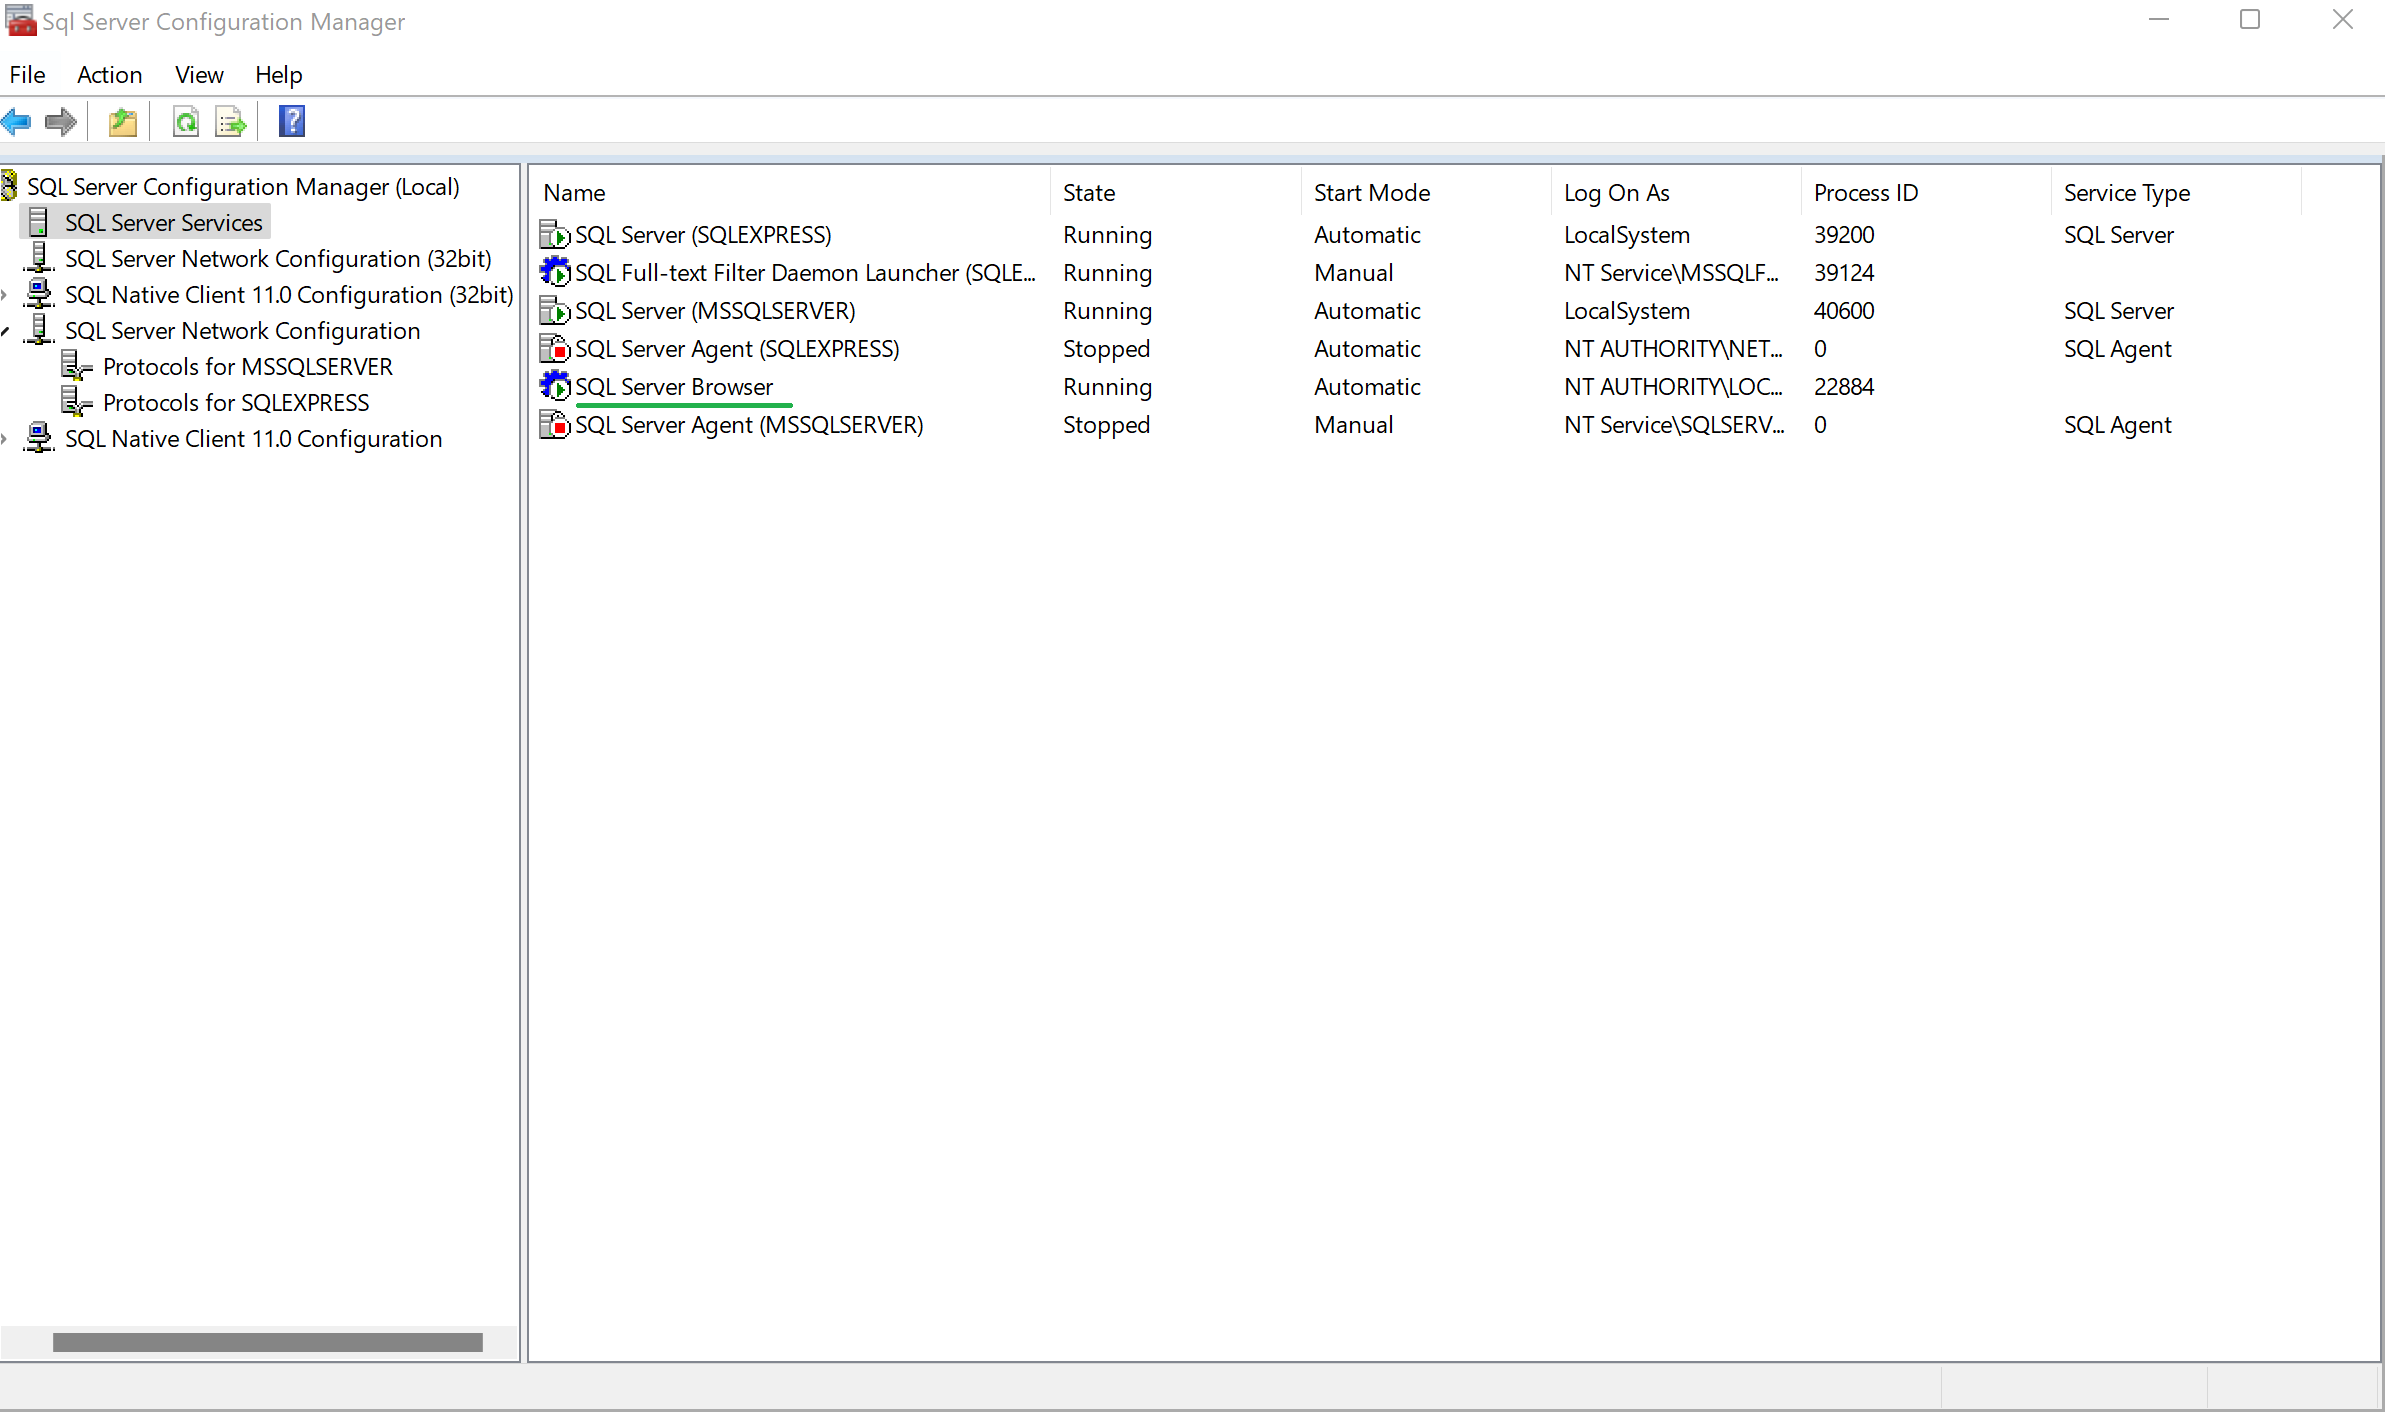 Sql Server Configuration Manager
File Action View Help
SQL Server Configuration Manager (Local)
SQL Server Services
SQL Server Network Configuration (32bit)
SQL Native Client 11.0 Configuration (32bit)
SQL Server Network Configuration
Protocols for MSSQLSERVER
Protocols for SQLEXPRESS
SQL Native Client 11.0 Configuration
Name State Start Mode Log On As Process ID Service Type
SQL Server (SQLEXPRESS) Running Automatic LocalSystem 39200 SQL Server
SQL Full-text Filter Daemon Launcher (SQLE... Running Manual NT Service\MSSQLF... 39124
SQL Server (MSSQLSERVER) Running Automatic LocalSystem 40600 SQL Server
SQL Server Agent (SQLEXPRESS) Stopped Automatic NT AUTHORITY\NET... 0 SQL Agent
SQL Server Browser Running Automatic NT AUTHORITY\LOC... 22884
SQL Server Agent (MSSQLSERVER) Stopped Manual NT Service\SQLSERV... 0 SQL Agent